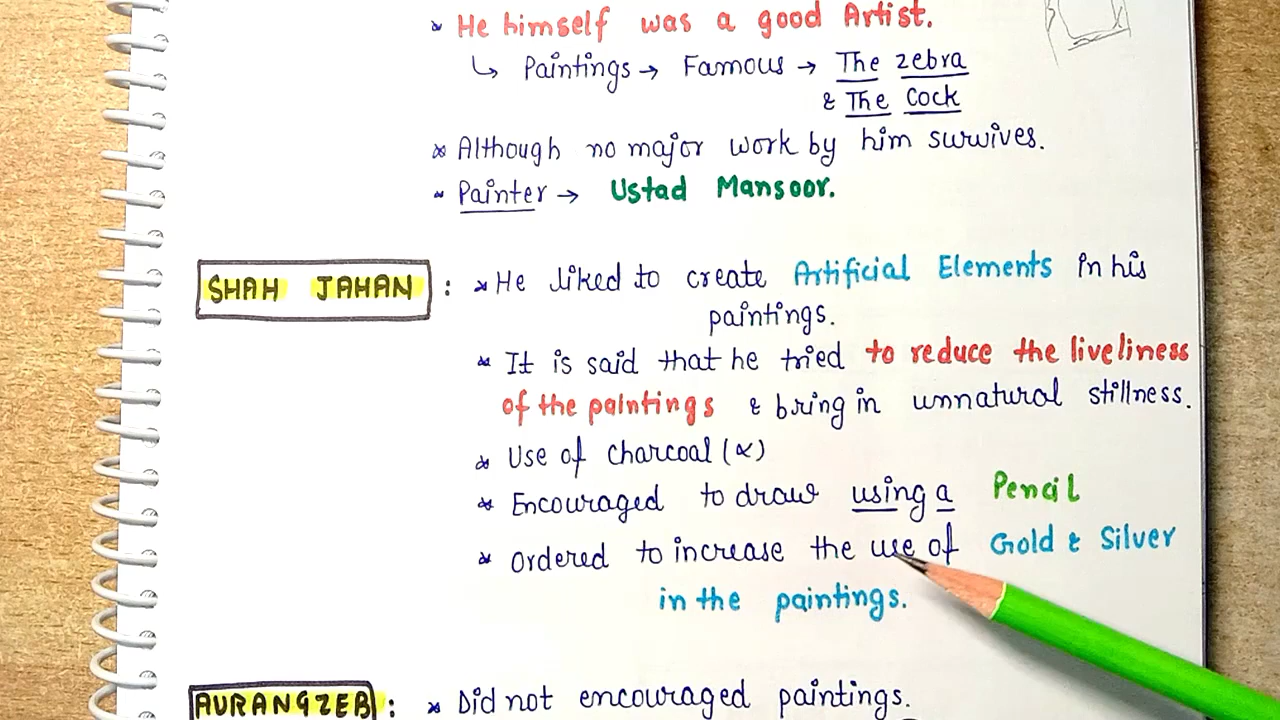 * He himself was a good Artist.
↳ Paintings → Famous → The zebra
& The Cock
* Although no major work by him survives.
* Painter → Ustad Mansoor.
SHAH JAHAN : * He liked to create Artificial Elements in his
paintings.
* It is said that he tried to reduce the liveliness
of the paintings & bring in unnatural stillness.
* Use of charcoal (×)
* Encouraged to draw using a Pencil
* Ordered to increase the use of Gold & Silver
in the paintings.
AURANGZEB : * Did not encouraged paintings.